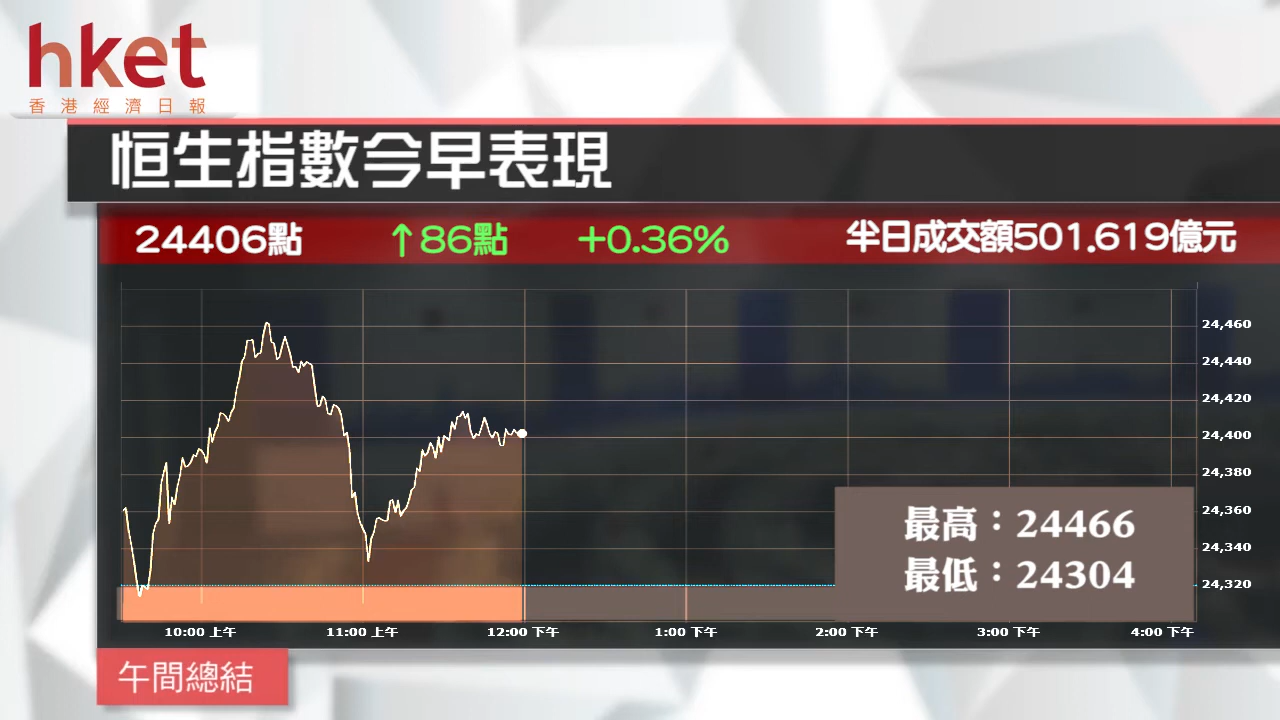 hket
香港經濟日報
恒生指數今早表現
24406點 ↑86點 +0.36% 半日成交額501.619億元
24,460
24,440
24,420
24,400
24,380
24,360
24,340
24,320
最高：24466
最低：24304
10:00 上午 11:00 上午 12:00 下午 1:00 下午 2:00 下午 3:00 下午 4:00 下午
午間總結